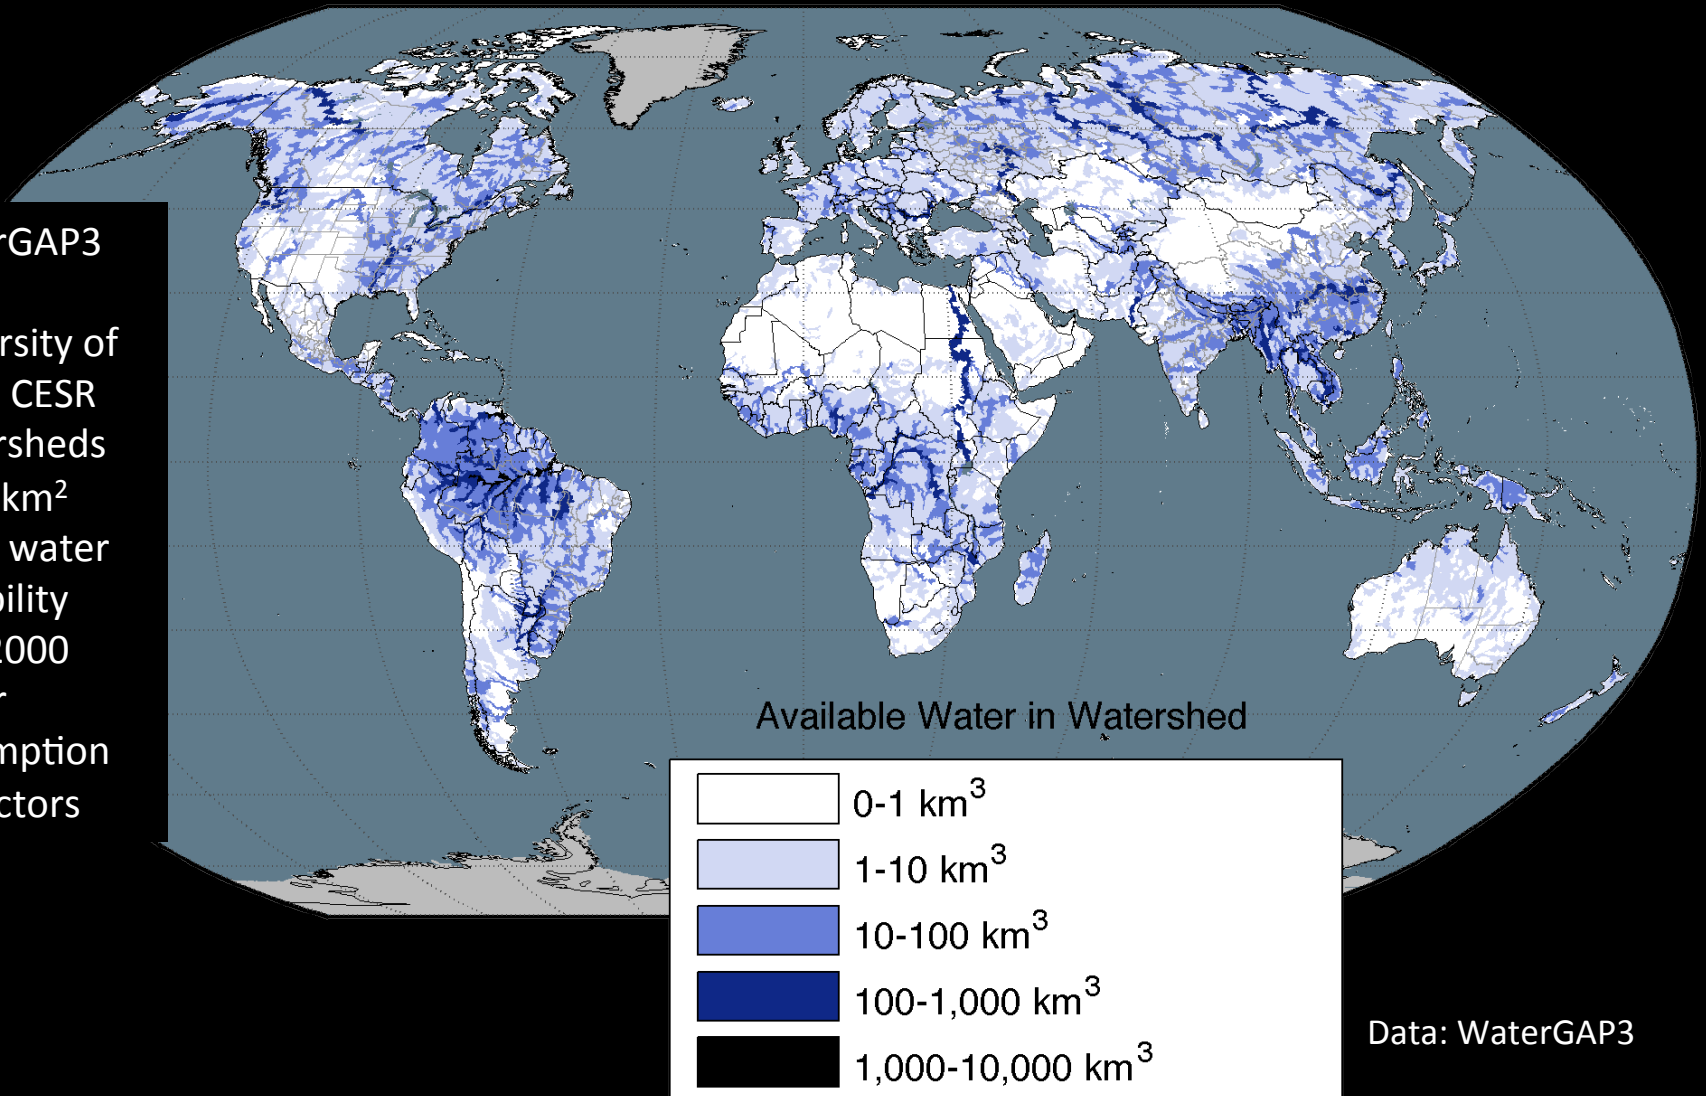 rGAP3
rsity of
CESR
rsheds
km²
water
bility
2000
r
mption
ctors
Available Water in Watershed
0-1 km³
1-10 km³
10-100 km³
100-1,000 km³
1,000-10,000 km³
Data: WaterGAP3